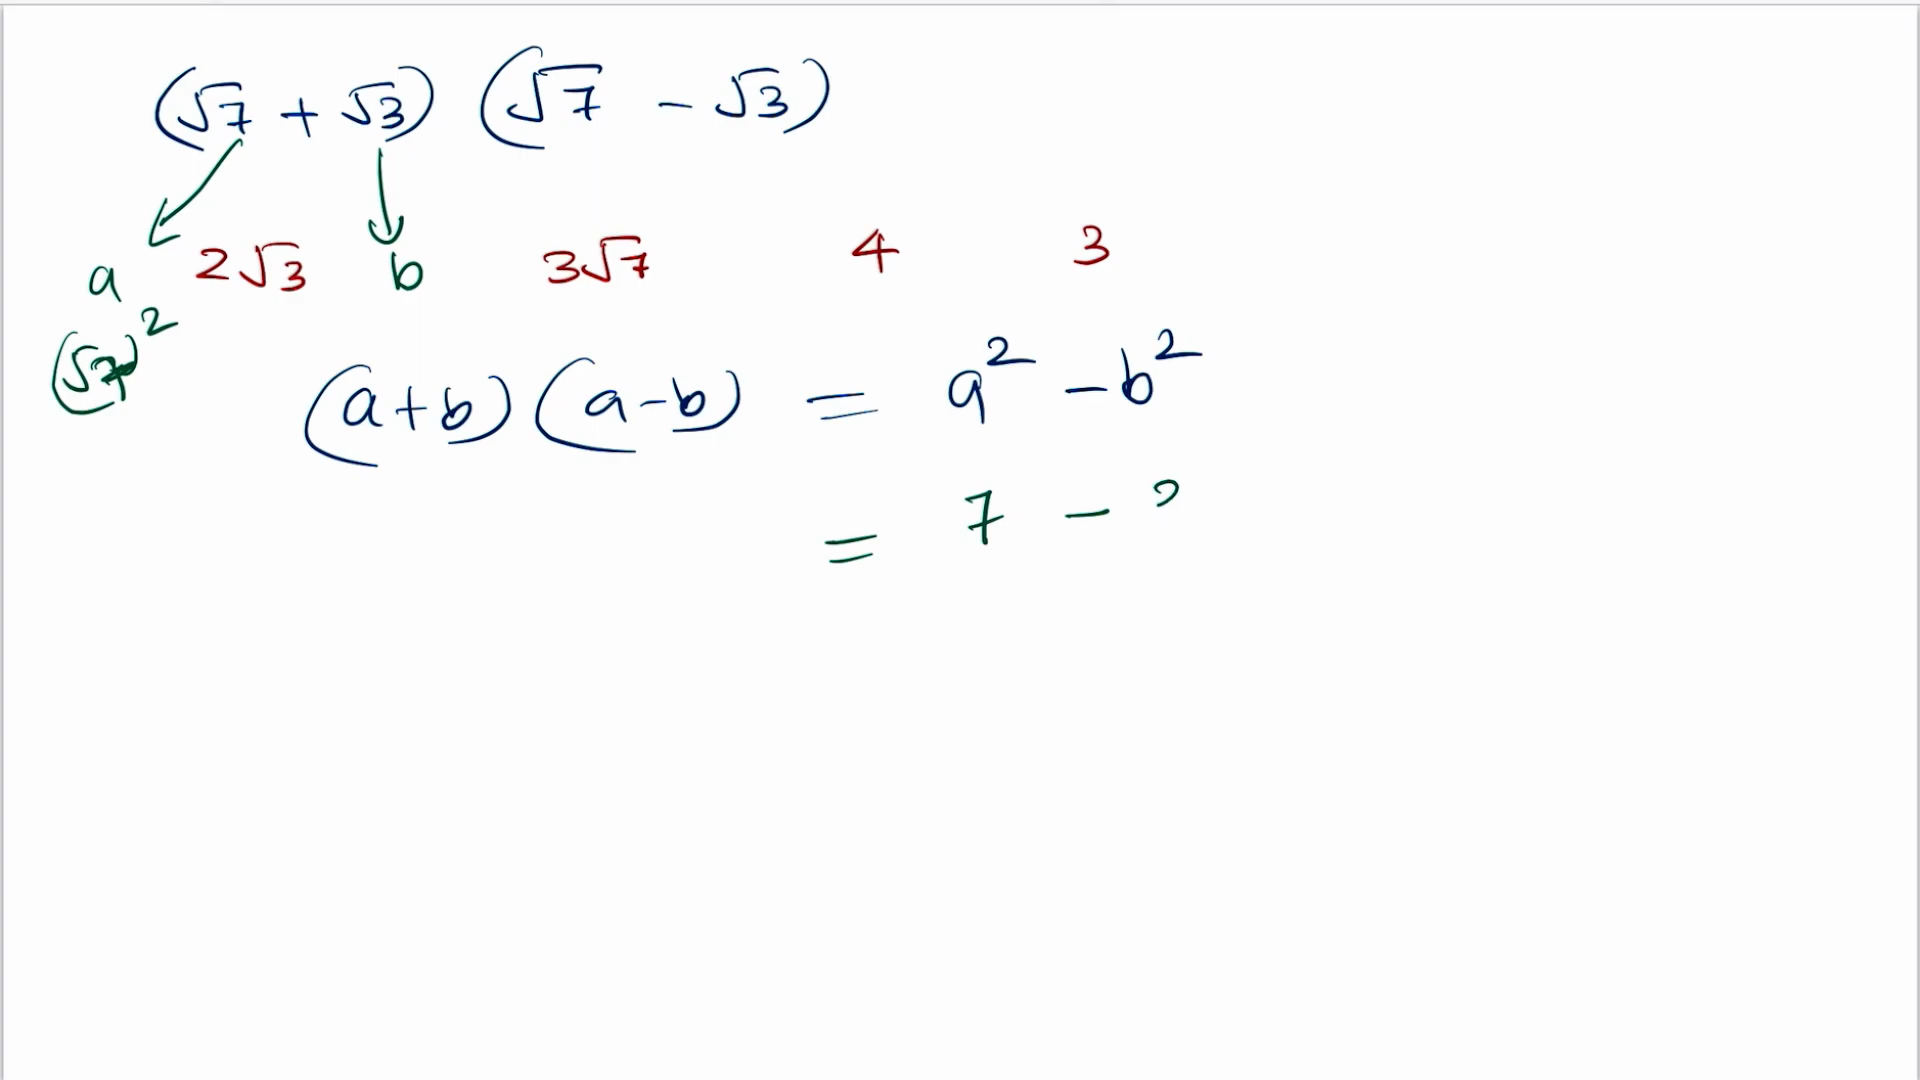 (√7 + √3) (√7 - √3)
a 2√3 b 3√7 4 3
(√7)²
(a+b)(a-b) = a² - b²
= 7 -